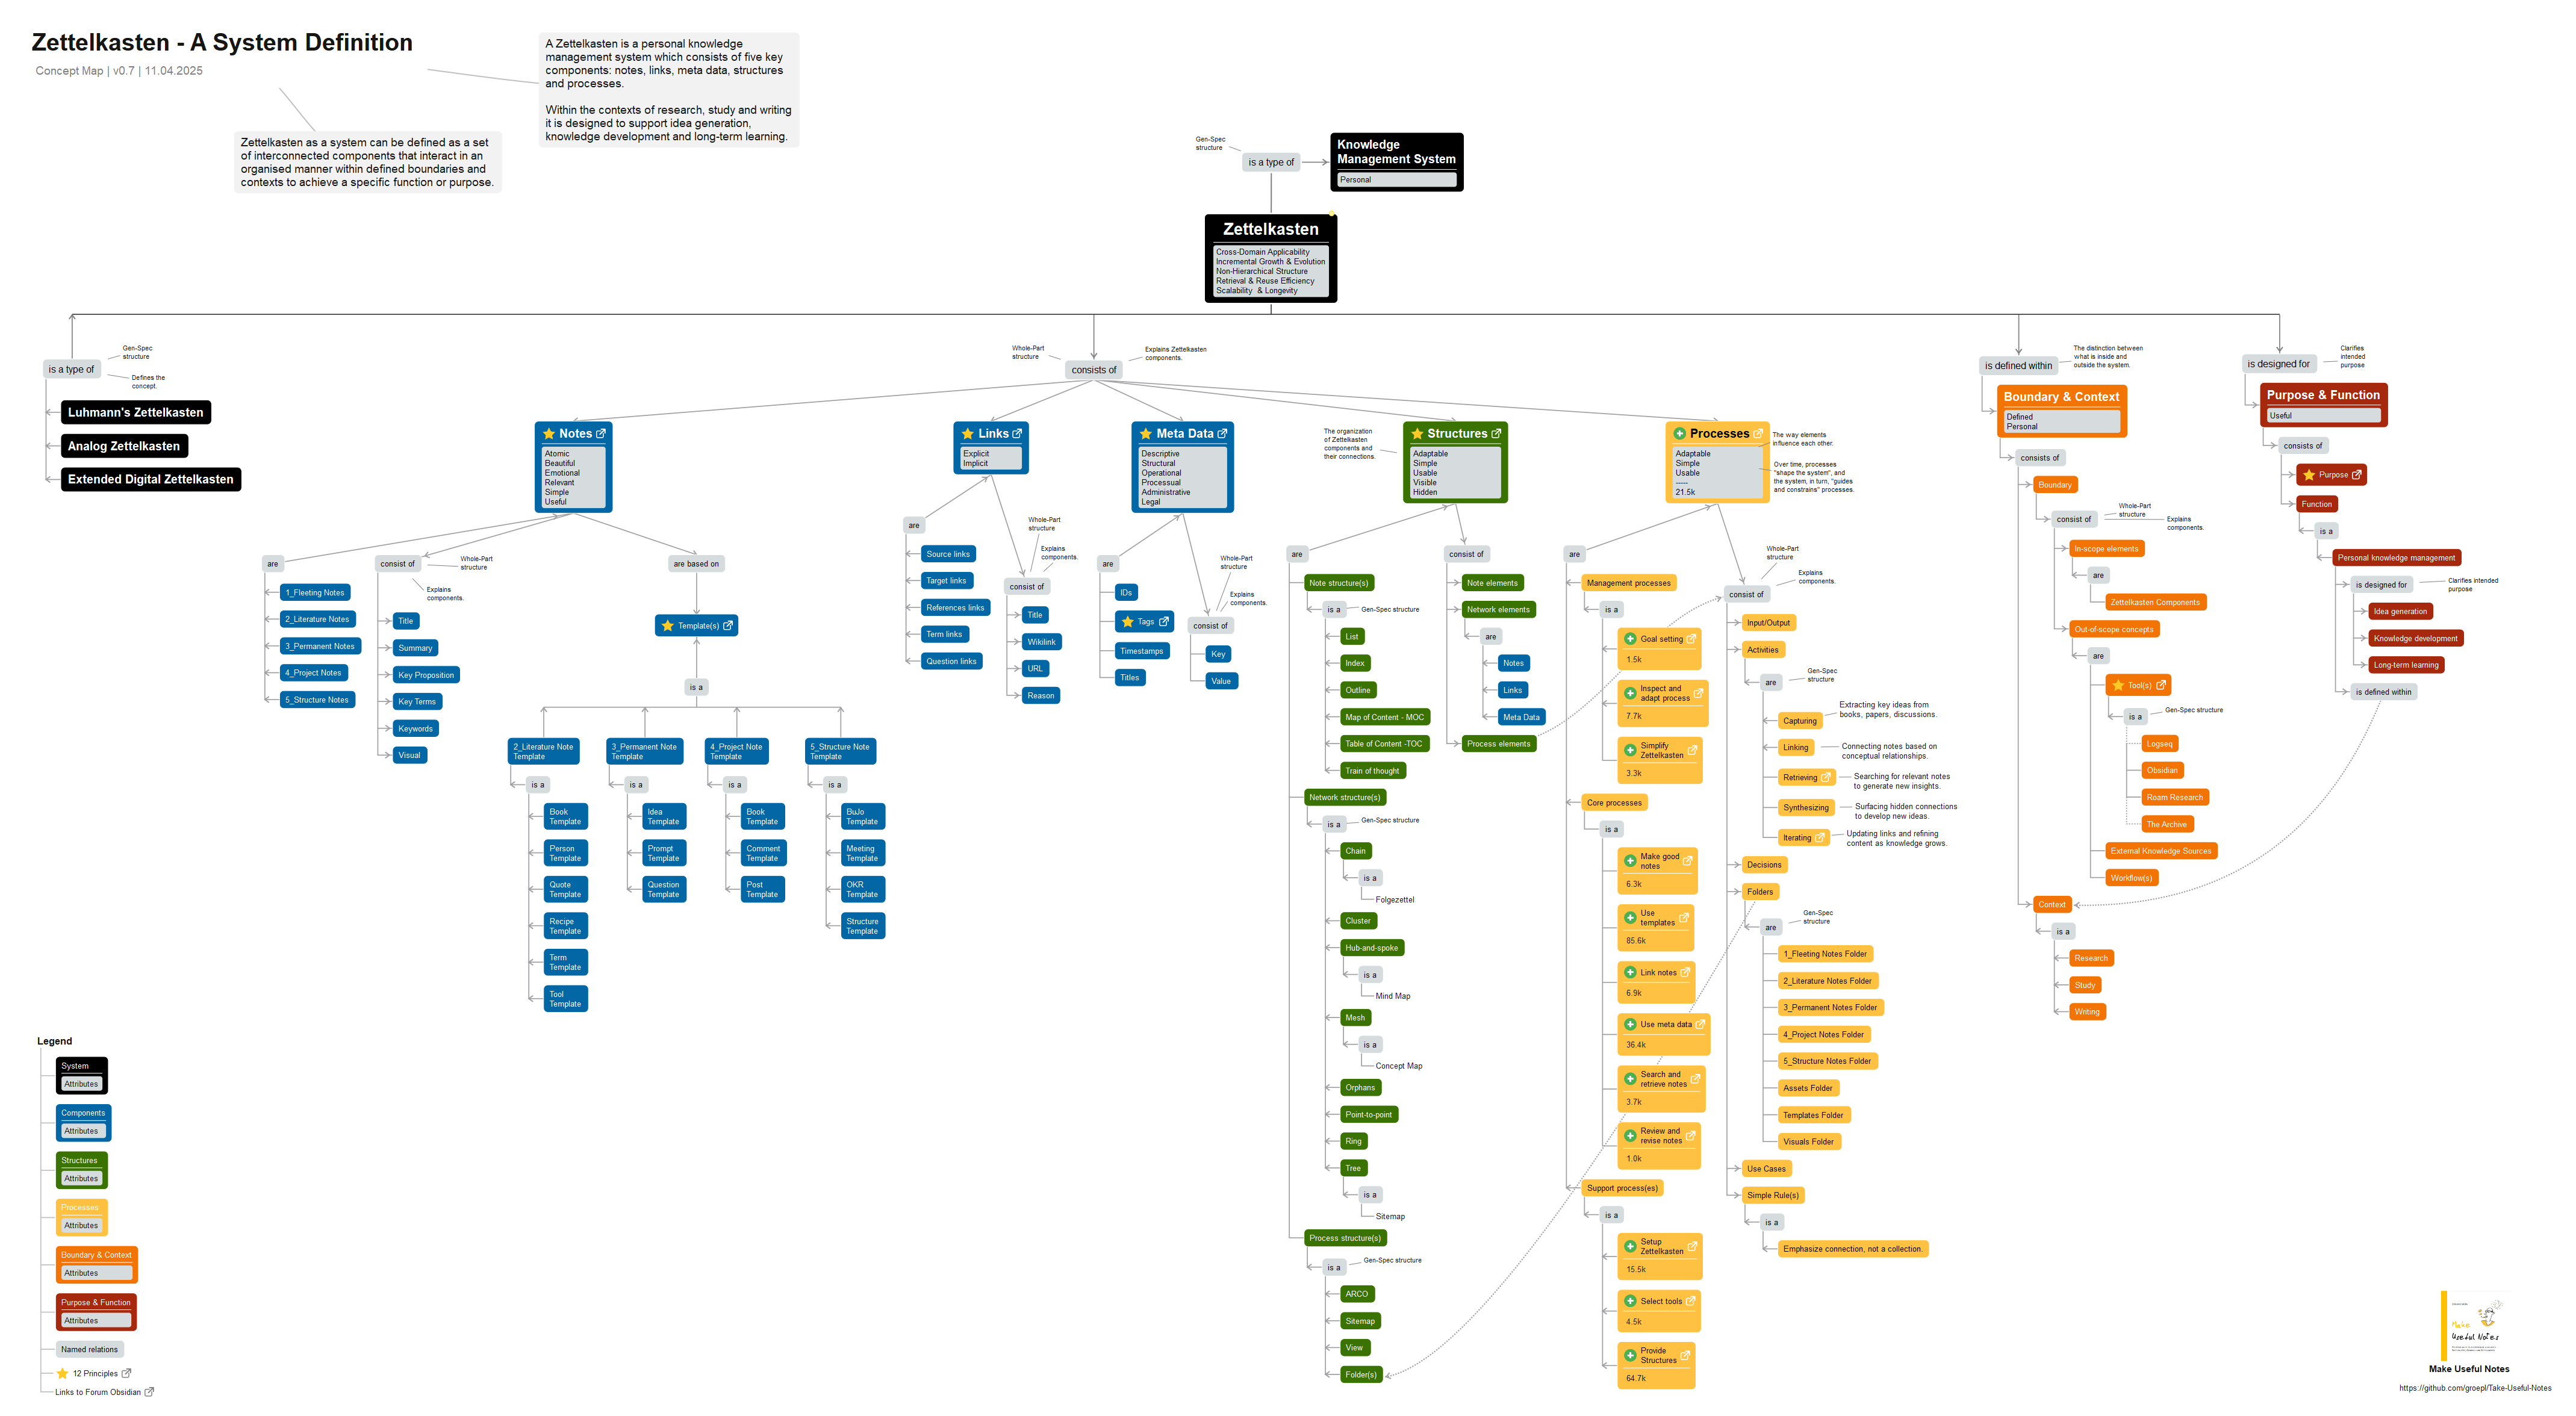 Zettelkasten - A System Definition
Concept Map | v0.7 | 11.04.2025
A Zettelkasten is a personal knowledge
management system which consists of five key
components: notes, links, meta data, structures
and processes.
Within the contexts of research, study and writing
it is designed to support idea generation,
knowledge development and long-term learning.
Zettelkasten as a system can be defined as a set
of interconnected components that interact in an
organised manner within defined boundaries and
contexts to achieve a specific function or purpose.
Gen-Spec
structure
is a type of
Knowledge
Management System
Personal
Zettelkasten
Cross-Domain Applicability
Incremental Growth & Evolution
Non-Hierarchical Structure
Retrieval & Reuse Efficiency
Scalability & Longevity
is a type of
Gen-Spec
structure
Defines the
concept.
Luhmann's Zettelkasten
Analog Zettelkasten
Extended Digital Zettelkasten
Whole-Part
structure
Explains Zettelkasten
components.
consists of
Notes
Atomic
Beautiful
Emotional
Relevant
Simple
Useful
are
1_Fleeting Notes
2_Literature Notes
3_Permanent Notes
4_Project Notes
5_Structure Notes
consist of
Whole-Part
structure
Explains
components.
Title
Summary
Key Proposition
Key Terms
Keywords
Visual
are based on
Template(s)
is a
2_Literature Note
Template
is a
Book
Template
Person
Template
Quote
Template
Recipe
Template
Term
Template
Tool
Template
3_Permanent Note
Template
is a
Idea
Template
Prompt
Template
Question
Template
4_Project Note
Template
is a
Book
Template
Comment
Template
Post
Template
5_Structure Note
Template
is a
BuJo
Template
Meeting
Template
OKR
Template
Structure
Template
Links
Explicit
Implicit
are
Source links
Target links
References links
Term links
Question links
Whole-Part
structure
Explains
components.
consist of
Title
Wikilink
URL
Reason
Meta Data
Descriptive
Structural
Operational
Processual
Administrative
Legal
are
IDs
Tags
Timestamps
Titles
Whole-Part
structure
Explains
components.
consist of
Key
Value
The organization
of Zettelkasten
components and
their connections.
Structures
Adaptable
Simple
Usable
Visible
Hidden
are
Note structure(s)
is a
Gen-Spec structure
List
Index
Outline
Map of Content - MOC
Table of Content -TOC
Train of thought
Network structure(s)
is a
Gen-Spec structure
Chain
is a
Folgezettel
Cluster
Hub-and-spoke
is a
Mind Map
Mesh
is a
Concept Map
Orphans
Point-to-point
Ring
Tree
is a
Sitemap
Process structure(s)
is a
Gen-Spec structure
ARCO
Sitemap
View
Folder(s)
consist of
Note elements
Network elements
are
Notes
Links
Meta Data
Process elements
Processes
Adaptable
Simple
Usable
-----
21.5k
The way elements
influence each other.
Over time, processes
"shape the system", and
the system, in turn, "guides
and constrains" processes.
are
Management processes
is a
Goal setting
1.5k
Inspect and
adapt process
7.7k
Simplify
Zettelkasten
3.3k
Core processes
is a
Make good
notes
6.3k
Use
templates
85.6k
Link notes
6.9k
Use meta data
36.4k
Search and
retrieve notes
3.7k
Review and
revise notes
1.0k
Support process(es)
is a
Setup
Zettelkasten
15.5k
Select tools
4.5k
Provide
Structures
64.7k
Whole-Part
structure
Explains
components.
consist of
Input/Output
Activities
Gen-Spec
structure
are
Capturing
Extracting key ideas from
books, papers, discussions.
Linking
Connecting notes based on
conceptual relationships.
Retrieving
Searching for relevant notes
to generate new insights.
Synthesizing
Surfacing hidden connections
to develop new ideas.
Iterating
Updating links and refining
content as knowledge grows.
Decisions
Folders
Gen-Spec
structure
are
1_Fleeting Notes Folder
2_Literature Notes Folder
3_Permanent Notes Folder
4_Project Notes Folder
5_Structure Notes Folder
Assets Folder
Templates Folder
Visuals Folder
Use Cases
Simple Rule(s)
is a
Emphasize connection, not a collection.
is defined within
The distinction between
what is inside and
outside the system.
Boundary & Context
Defined
Personal
consists of
Boundary
consist of
Whole-Part
structure
Explains
components.
In-scope elements
are
Zettelkasten Components
Out-of-scope concepts
are
Tool(s)
is a
Gen-Spec structure
Logseq
Obsidian
Roam Research
The Archive
External Knowledge Sources
Workflow(s)
Context
is a
Research
Study
Writing
is designed for
Clarifies
intended
purpose
Purpose & Function
Useful
consists of
Purpose
Function
is a
Personal knowledge management
is designed for
Clarifies intended
purpose
Idea generation
Knowledge development
Long-term learning
is defined within
Legend
System
Attributes
Components
Attributes
Structures
Attributes
Processes
Attributes
Boundary & Context
Attributes
Purpose & Function
Attributes
Named relations
12 Principles
Links to Forum Obsidian
Make
Useful Notes
Make Useful Notes
https://github.com/groepl/Take-Useful-Notes